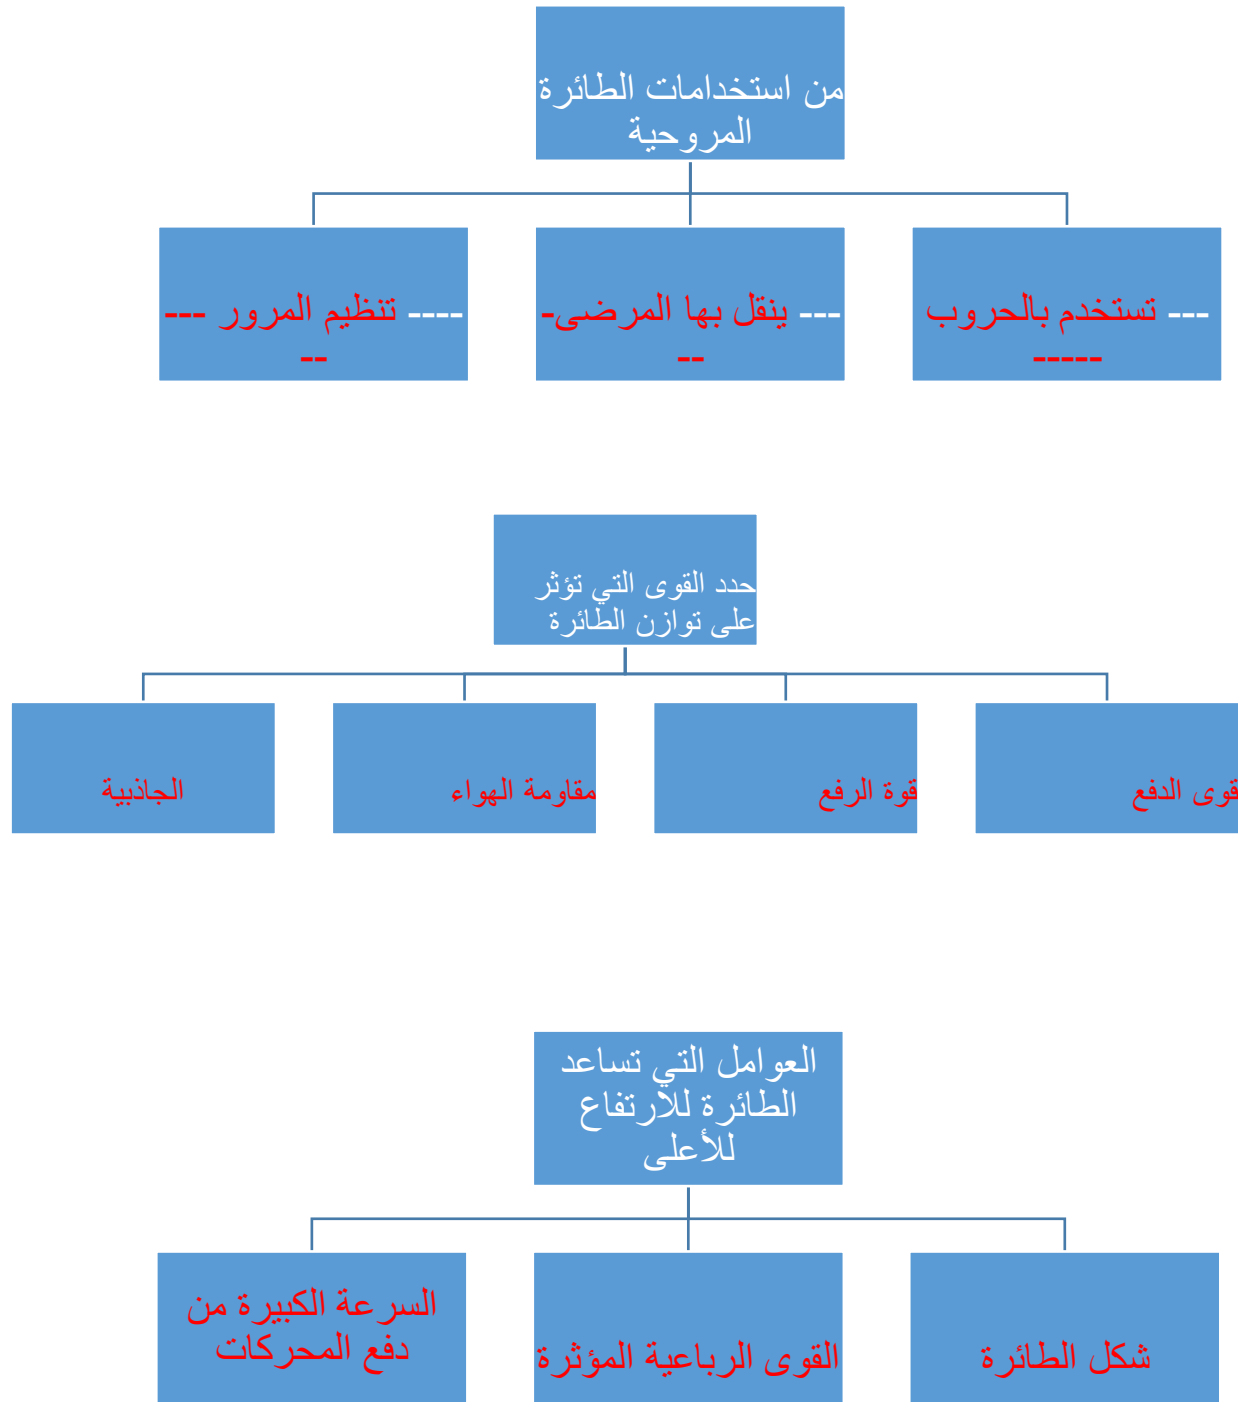 من استخدامات الطائرة
المروحية
--- تستخدم بالحروب
-----
--- ينقل بها المرضى-
--
---- تنظيم المرور ---
--
حدد القوى التي تؤثر
على توازن الطائرة
قوى الدفع
قوة الرفع
مقاومة الهواء
الجاذبية
العوامل التي تساعد
الطائرة للارتفاع
للأعلى
شكل الطائرة
القوى الرباعية المؤثرة
السرعة الكبيرة من
دفع المحركات